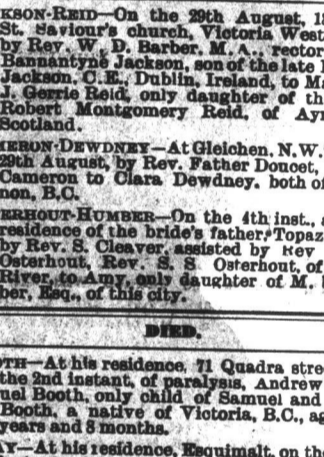 KSON-REID—On the 29th August, 18
St. Saviour's church, Victoria West
by Rev. W. D. Barber, M. A., rector
Bannantyne Jackson, son of the late
Jackson, C.E., Dublin, Ireland, to Ma
J. Gerrie Reid, only daughter of th
Robert Montgomery Reid, of Ayr
Scotland.
MERON-DEWDNEY—At Gleichen, N.W.
29th August, by Rev. Father Doucet,
Cameron to Clara Dewdney, both of
non, B.C.
ERHOUT-HUMBER—On the 4th inst., a
residence of the bride's father, Topaz
by Rev. S. Cleaver, assisted by Rev
Osterhout, Rev. S. S Osterhout, of
River, to Amy, only daughter of M.
ber, Esq., of this city.
DIED.
OTH—At his residence, 71 Quadra stre
the 2nd instant, of paralysis, Andrew
uel Booth, only child of Samuel and
Booth, a native of Victoria, B.C., ag
years and 8 months.
AY—At his residence, Esquimalt, on the